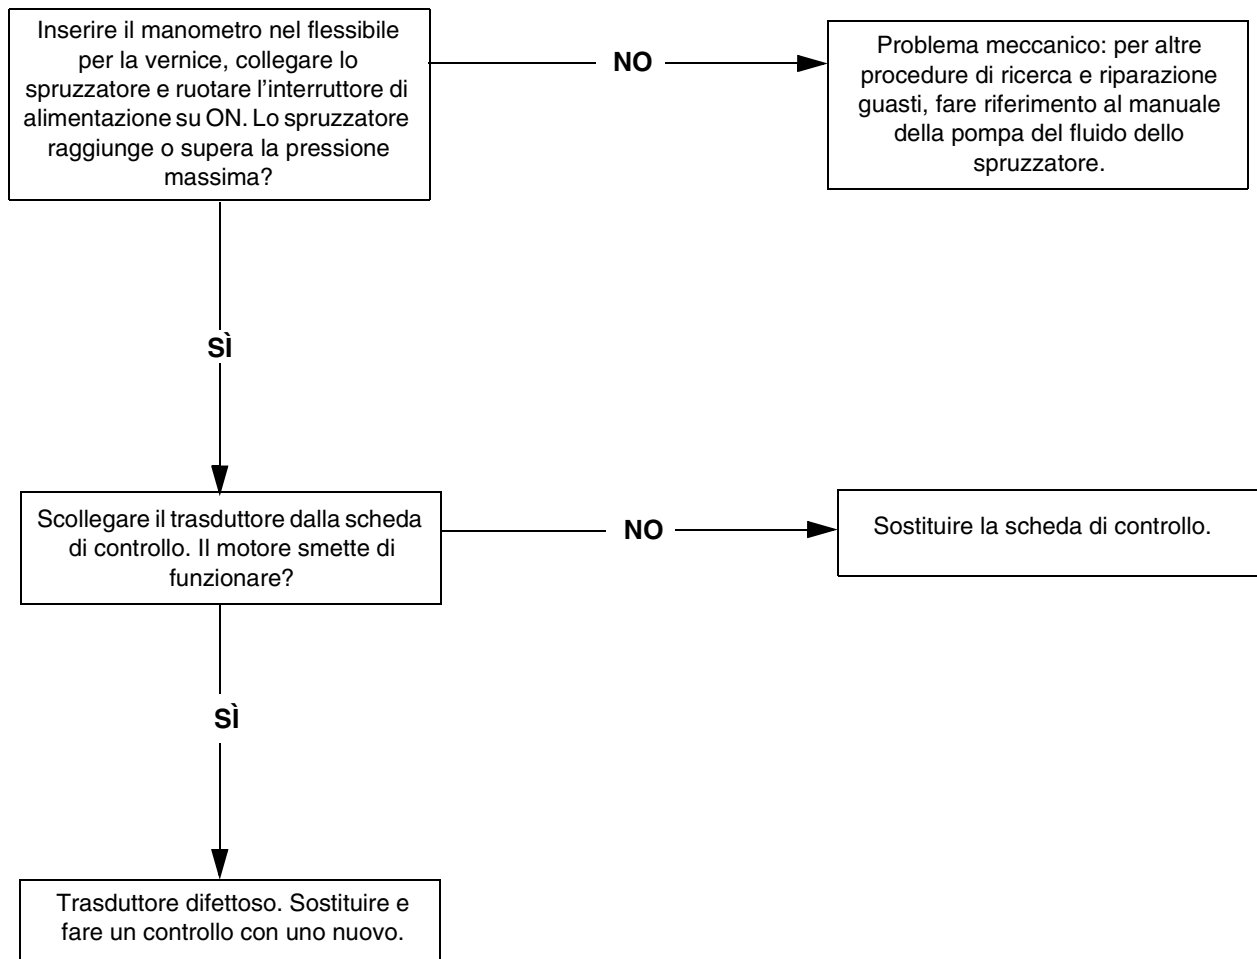 Inserire il manometro nel flessibile
per la vernice, collegare lo
spruzzatore e ruotare l'interruttore di
alimentazione su ON. Lo spruzzatore
raggiunge o supera la pressione
massima?
NO
Problema meccanico: per altre
procedure di ricerca e riparazione
guasti, fare riferimento al manuale
della pompa del fluido dello
spruzzatore.
SÌ
Scollegare il trasduttore dalla scheda
di controllo. Il motore smette di
funzionare?
NO
Sostituire la scheda di controllo.
SÌ
Trasduttore difettoso. Sostituire e
fare un controllo con uno nuovo.